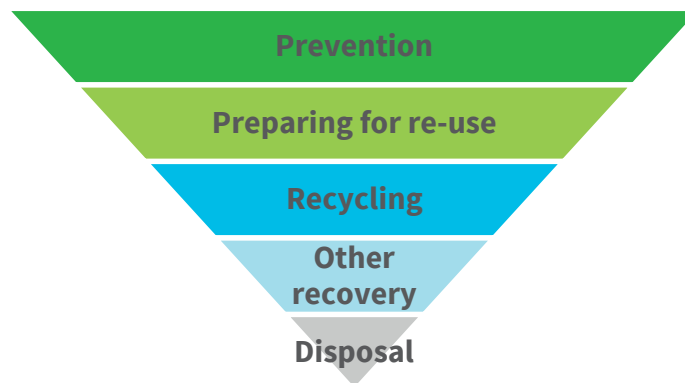 Prevention
Preparing for re-use
Recycling
Other
recovery
Disposal